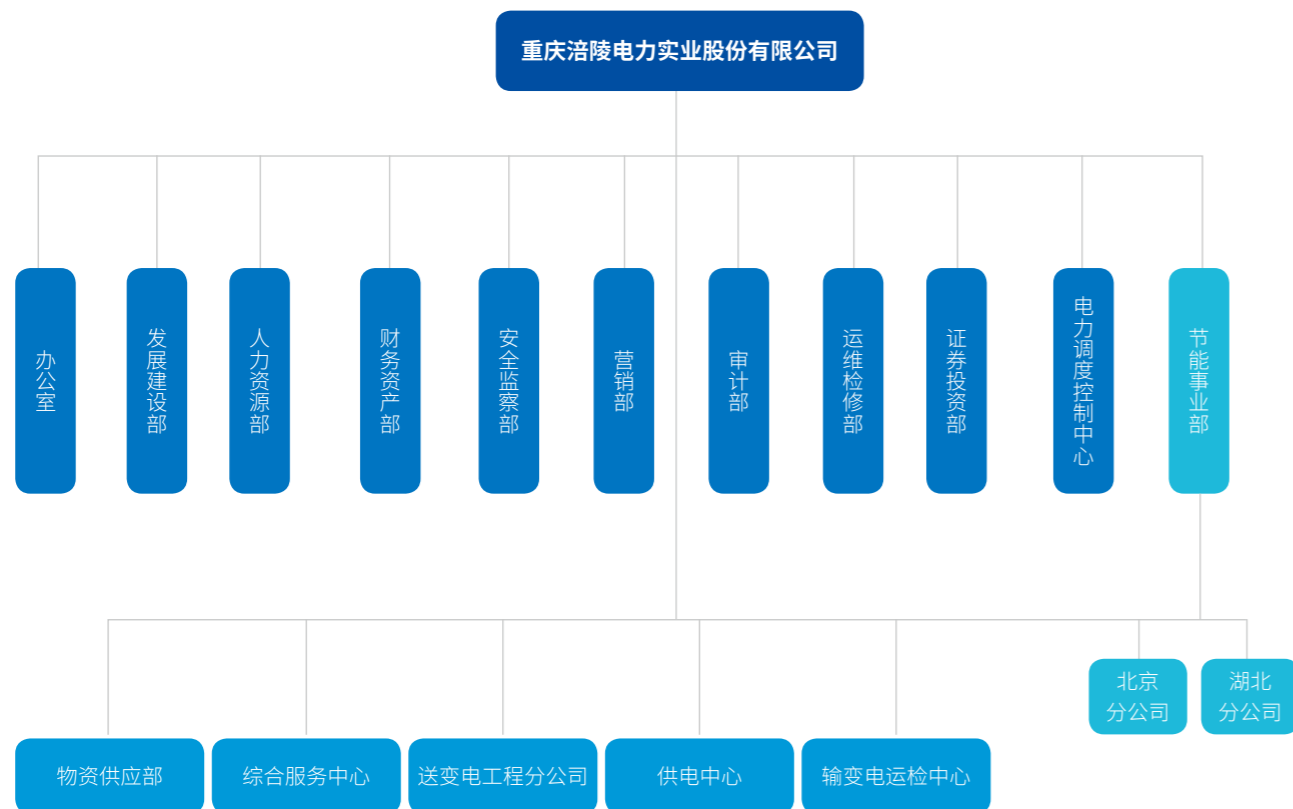 重庆涪陵电力实业股份有限公司
办公室
发展建设部
人力资源部
财务资产部
安全监察部
营销部
审计部
运维检修部
证券投资部
电力调度控制中心
节能事业部
北京
分公司
湖北
分公司
物资供应部
综合服务中心
送变电工程分公司
供电中心
输变电运检中心